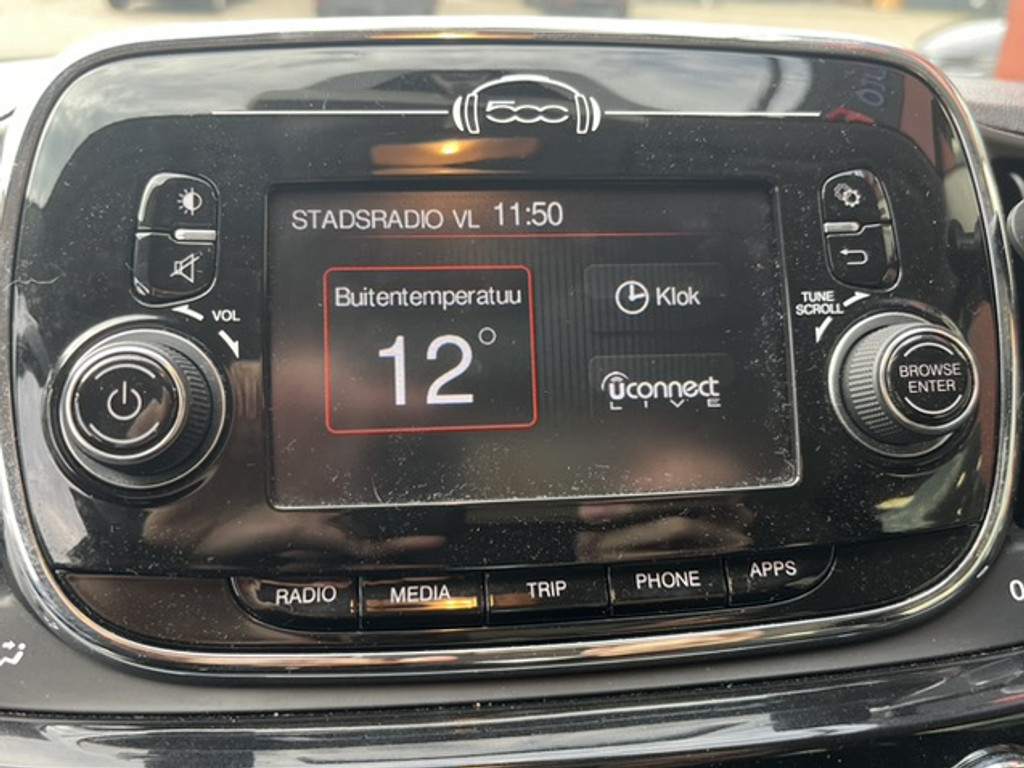 500
STADSRADIO VL 11:50
Buitentemperatuu
12°
Klok
Uconnect
LIVE
VOL
TUNE
SCROLL
BROWSE
ENTER
RADIO
MEDIA
TRIP
PHONE
APPS